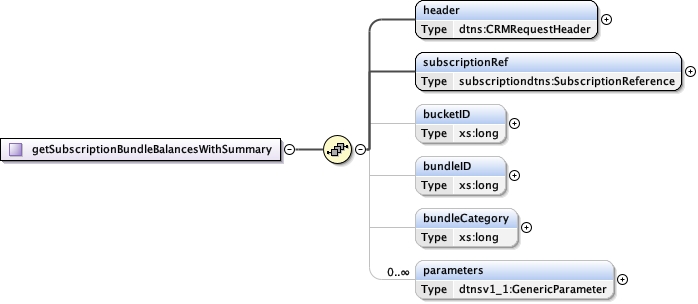 header
Type dtns:CRMRequestHeader
subscriptionRef
Type subscriptiondtns:SubscriptionReference
bucketID
Type xs:long
getSubscriptionBundleBalancesWithSummary
bundleID
Type xs:long
bundleCategory
Type xs:long
0..∞
parameters
Type dtnsv1_1:GenericParameter